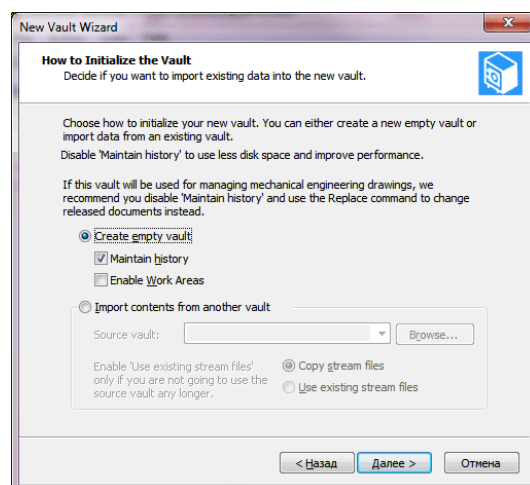 New Vault Wizard
How to Initialize the Vault
Decide if you want to import existing data into the new vault.
Choose how to initialize your new vault. You can either create a new empty vault or
import data from an existing vault.
Disable 'Maintain history' to use less disk space and improve performance.
If this vault will be used for managing mechanical engineering drawings, we
recommend you disable 'Maintain history' and use the Replace command to change
released documents instead.
Create empty vault
Maintain history
Enable Work Areas
Import contents from another vault
Source vault:
Browse...
Enable 'Use existing stream files'
only if you are not going to use the
source vault any longer.
Copy stream files
Use existing stream files
< Назад
Далее >
Отмена